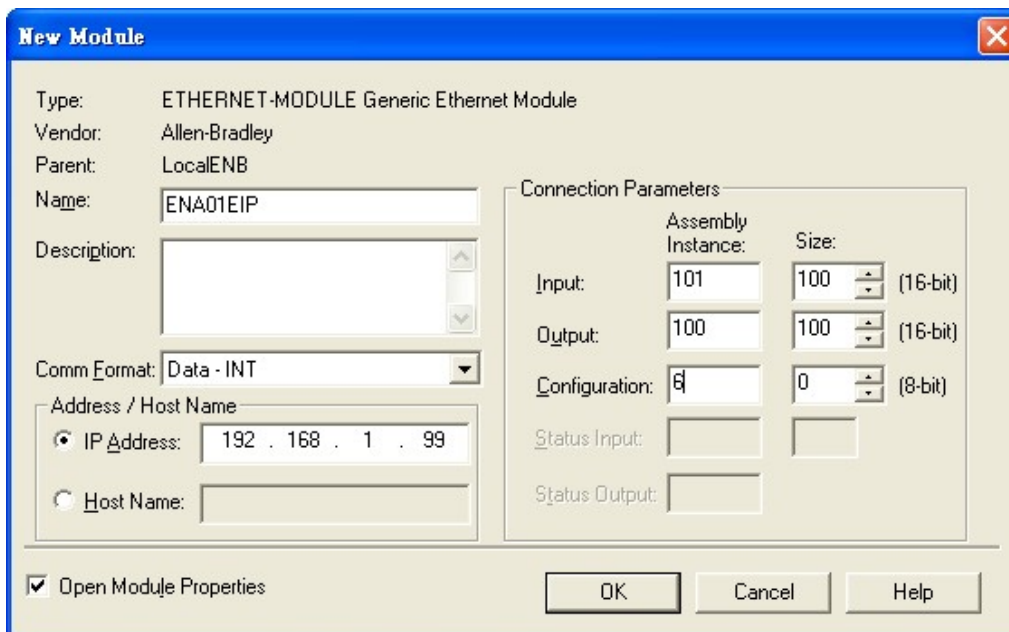 New Module
Type: ETHERNET-MODULE Generic Ethernet Module
Vendor: Allen-Bradley
Parent: LocalENB
Name: ENA01EIP
Description:
Comm Format: Data - INT
Address / Host Name
IP Address: 192 . 168 . 1 . 99
Host Name:
Connection Parameters
Assembly
Instance: Size:
Input: 101 100 (16-bit)
Output: 100 100 (16-bit)
Configuration: 6 0 (8-bit)
Status Input:
Status Output:
Open Module Properties
OK Cancel Help